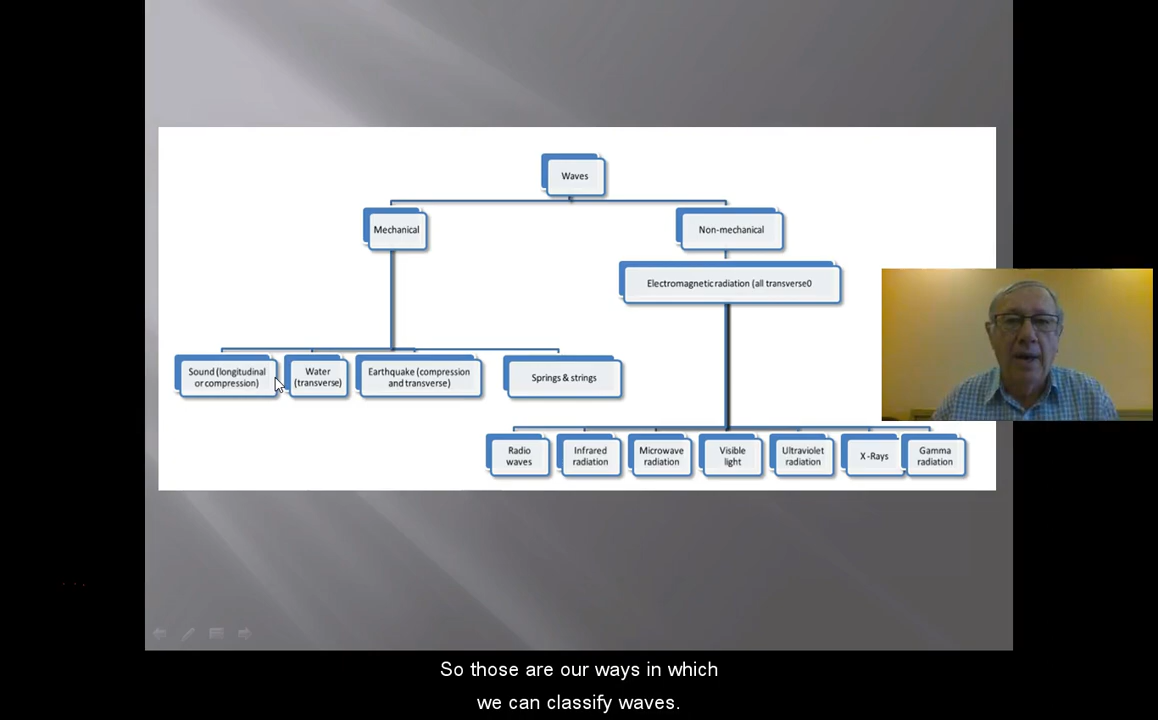 Waves
Mechanical
Non-mechanical
Electromagnetic radiation (all transverse0
Sound (longitudinal
or compression)
Water
(transverse)
Earthquake (compression
and transverse)
Springs & strings
Radio
waves
Infrared
radiation
Microwave
radiation
Visible
light
Ultraviolet
radiation
X -Rays
Gamma
radiation
So those are our ways in which
we can classify waves.